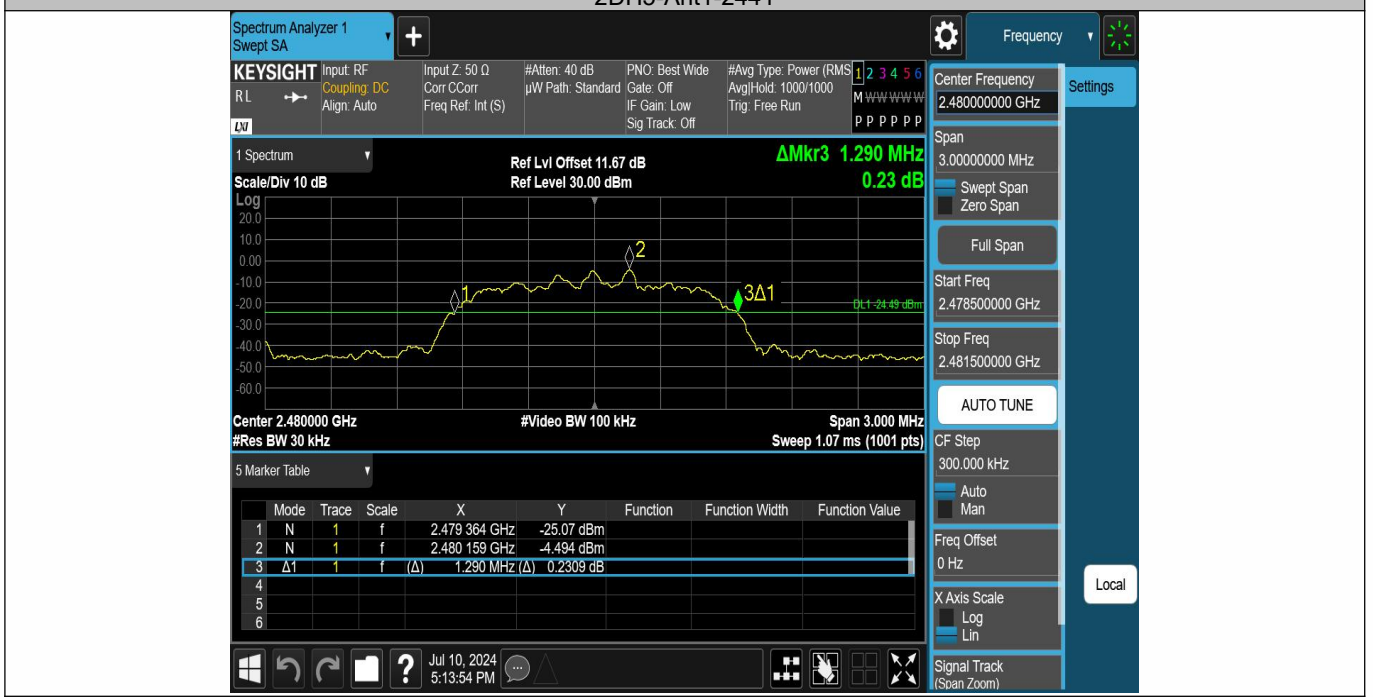 2DH5-Ant1-2441
Spectrum Analyzer 1
Swept SA
+
Frequency
KEYSIGHT
RL
LXI
Input: RF
Coupling: DC
Align: Auto
Input Z: 50 Ω
Corr CCorr
Freq Ref: Int (S)
#Atten: 40 dB
µW Path: Standard
PNO: Best Wide
Gate: Off
IF Gain: Low
Sig Track: Off
#Avg Type: Power (RMS
Avg|Hold: 1000/1000
Trig: Free Run
1 2 3 4 5 6
M W W W W W
P P P P P P
1 Spectrum
Scale/Div 10 dB
Ref Lvl Offset 11.67 dB
Ref Level 30.00 dBm
ΔMkr3 1.290 MHz
0.23 dB
Log
20.0
10.0
0.00
-10.0
-20.0
-30.0
-40.0
-50.0
-60.0
1
2
3Δ1
DL1 -24.49 dBm
Center 2.480000 GHz
#Res BW 30 kHz
#Video BW 100 kHz
Span 3.000 MHz
Sweep 1.07 ms (1001 pts)
5 Marker Table
Mode Trace Scale X Y Function Function Width Function Value
1 N 1 f 2.479 364 GHz -25.07 dBm
2 N 1 f 2.480 159 GHz -4.494 dBm
3 Δ1 1 f (Δ) 1.290 MHz (Δ) 0.2309 dB
4
5
6
?
Jul 10, 2024
5:13:54 PM
Center Frequency
2.480000000 GHz
Settings
Span
3.00000000 MHz
Swept Span
Zero Span
Full Span
Start Freq
2.478500000 GHz
Stop Freq
2.481500000 GHz
AUTO TUNE
CF Step
300.000 kHz
Auto
Man
Freq Offset
0 Hz
X Axis Scale
Log
Lin
Signal Track
(Span Zoom)
Local